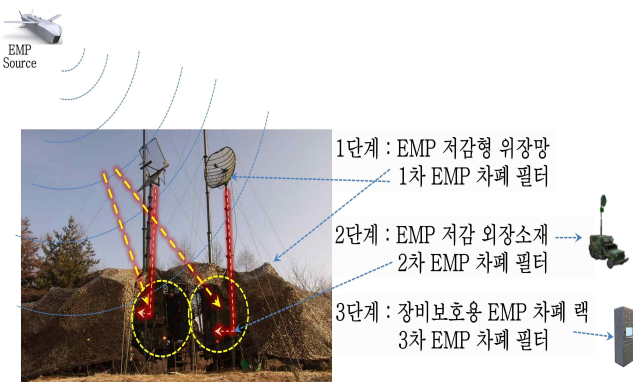 EMP
Source
1단계 : EMP 저감형 위장망
1차 EMP 차폐 필터
2단계 : EMP 저감 외장소재
2차 EMP 차폐 필터
3단계 : 장비보호용 EMP 차폐 랙
3차 EMP 차폐 필터